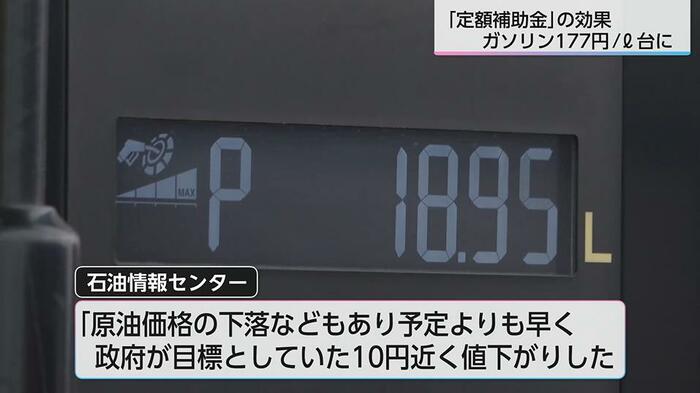 「定額補助金」の効果
ガソリン177円/ℓ台に
MAX
P 18.95 L
石油情報センター
「原油価格の下落などもあり予定よりも早く
政府が目標としていた10円近く値下がりした